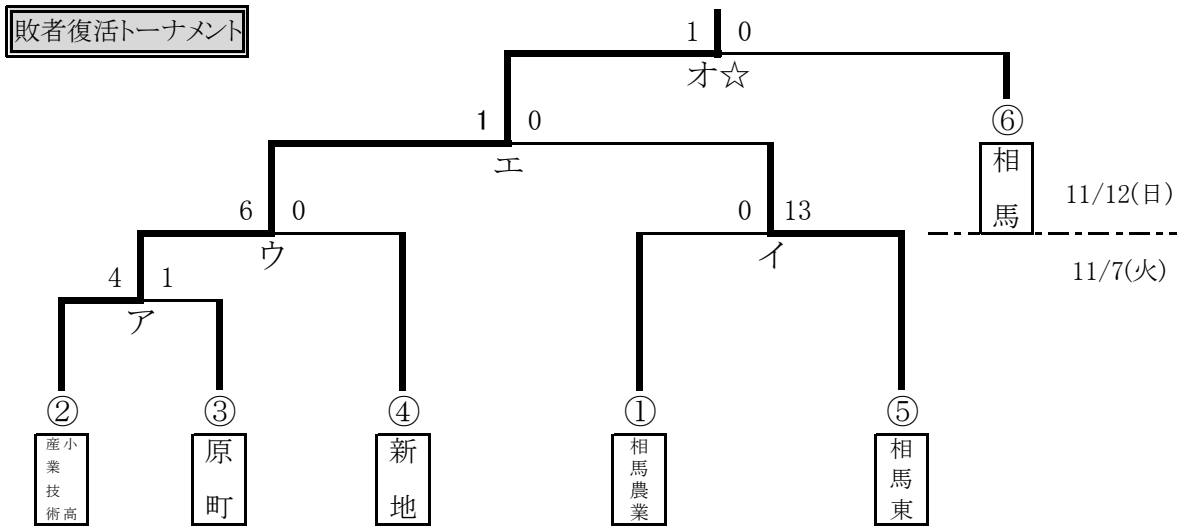 敗者復活トーナメント
1 0
オ☆
1 0
エ
⑥
相馬
11/12(日)
6 0
ウ
0 13
イ
11/7(火)
4 1
ア
②
③
④
①
⑤
小高
産業技術
原町
新地
相馬農業
相馬東